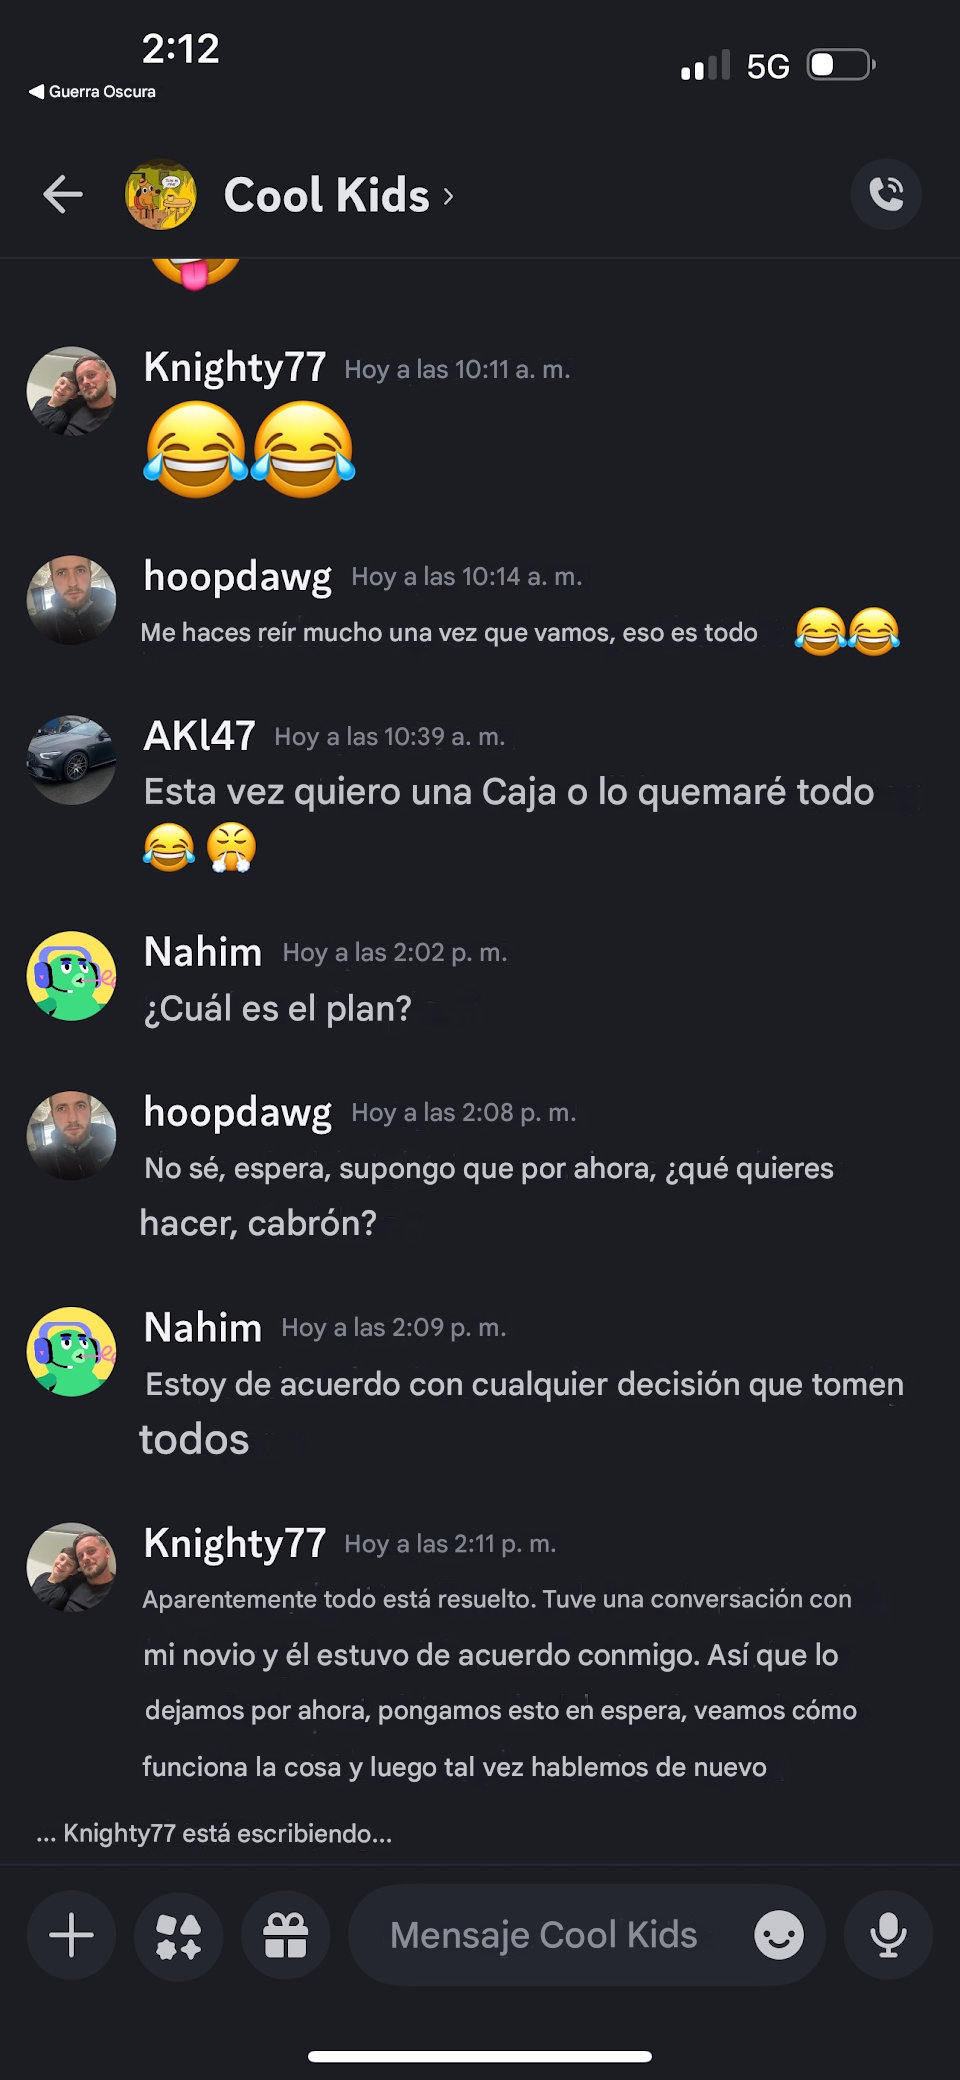 2:12
5G
◀ Guerra Oscura
Cool Kids ›
Knighty77 Hoy a las 10:11 a. m.
😂😂
hoopdawg Hoy a las 10:14 a. m.
Me haces reír mucho una vez que vamos, eso es todo 😂😂
AKl47 Hoy a las 10:39 a. m.
Esta vez quiero una Caja o lo quemaré todo
😂 😤
Nahim Hoy a las 2:02 p. m.
¿Cuál es el plan?
hoopdawg Hoy a las 2:08 p. m.
No sé, espera, supongo que por ahora, ¿qué quieres
hacer, cabrón?
Nahim Hoy a las 2:09 p. m.
Estoy de acuerdo con cualquier decisión que tomen
todos
Knighty77 Hoy a las 2:11 p. m.
Aparentemente todo está resuelto. Tuve una conversación con
mi novio y él estuvo de acuerdo conmigo. Así que lo
dejamos por ahora, pongamos esto en espera, veamos cómo
funciona la cosa y luego tal vez hablemos de nuevo
... Knighty77 está escribiendo...
Mensaje Cool Kids